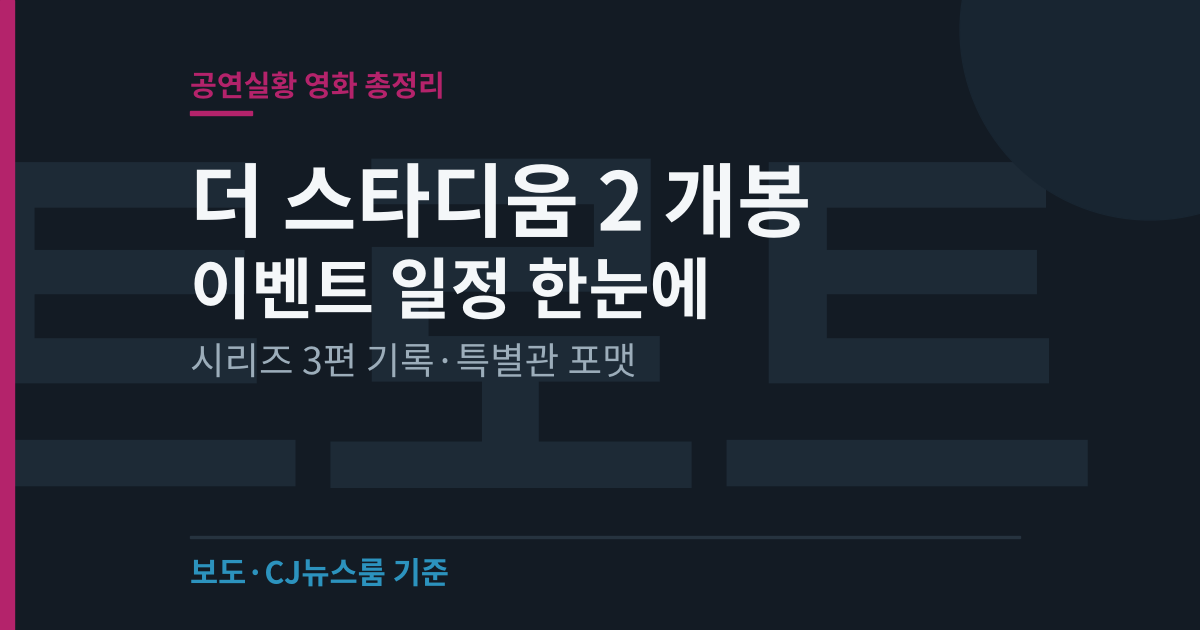 공연실황 영화 총정리
더 스타디움 2 개봉
이벤트 일정 한눈에
시리즈 3편 기록·특별관 포맷
보도·CJ뉴스룸 기준